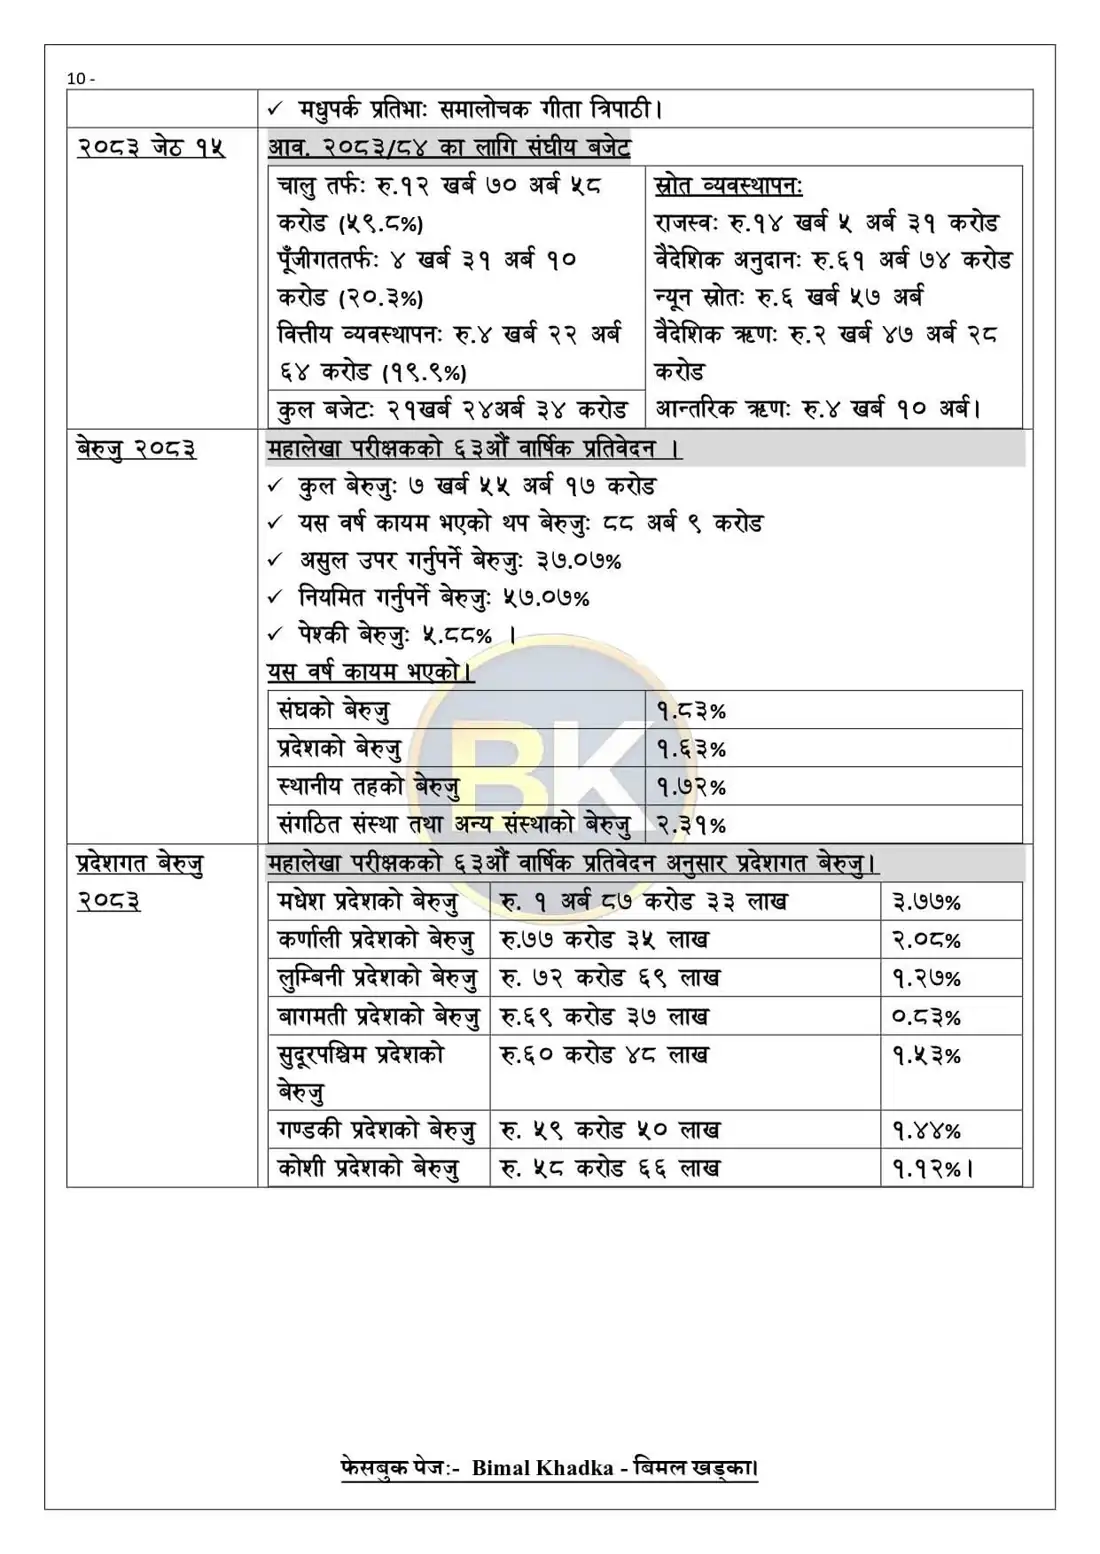 10 -
✓ मधुपर्क प्रतिभाः समालोचक गीता त्रिपाठी।
२०८३ जेठ १५
आव. २०८३/८४ का लागि संघीय बजेट
चालु तर्फः रु.१२ खर्ब ७० अर्ब ५८
करोड (५९.८%)
पूँजीगततर्फः ४ खर्ब ३१ अर्ब १०
करोड (२०.३%)
वित्तीय व्यवस्थापनः रु.४ खर्ब २२ अर्ब
६४ करोड (१९.९%)
कुल बजेटः २१खर्ब २४अर्ब ३४ करोड
स्रोत व्यवस्थापनः
राजस्वः रु.१४ खर्ब ५ अर्ब ३१ करोड
वैदेशिक अनुदानः रु.६१ अर्ब ७४ करोड
न्यून स्रोतः रु.६ खर्ब ५७ अर्ब
वैदेशिक ऋणः रु.२ खर्ब ४७ अर्ब २८
करोड
आन्तरिक ऋणः रु.४ खर्ब १० अर्ब।
बेरुजु २०८३
महालेखा परीक्षकको ६३औं वार्षिक प्रतिवेदन ।
✓ कुल बेरुजुः ७ खर्ब ५५ अर्ब १७ करोड
✓ यस वर्ष कायम भएको थप बेरुजुः ८८ अर्ब ९ करोड
✓ असुल उपर गर्नुपर्ने बेरुजुः ३७.०७%
✓ नियमित गर्नुपर्ने बेरुजुः ५७.०७%
✓ पेश्की बेरुजुः ५.८८% ।
यस वर्ष कायम भएको।
संघको बेरुजु १.८३%
प्रदेशको बेरुजु १.६३%
स्थानीय तहको बेरुजु १.७२%
संगठित संस्था तथा अन्य संस्थाको बेरुजु २.३१%
BK
प्रदेशगत बेरुजु
२०८३
महालेखा परीक्षकको ६३औं वार्षिक प्रतिवेदन अनुसार प्रदेशगत बेरुजु।
मधेश प्रदेशको बेरुजु रु. १ अर्ब ८७ करोड ३३ लाख ३.७७%
कर्णाली प्रदेशको बेरुजु रु.७७ करोड ३५ लाख २.०८%
लुम्बिनी प्रदेशको बेरुजु रु. ७२ करोड ६९ लाख १.२७%
बागमती प्रदेशको बेरुजु रु.६९ करोड ३७ लाख ०.८३%
सुदूरपश्चिम प्रदेशको रु.६० करोड ४८ लाख १.५३%
बेरुजु
गण्डकी प्रदेशको बेरुजु रु. ५९ करोड ५० लाख १.४४%
कोशी प्रदेशको बेरुजु रु. ५८ करोड ६६ लाख १.१२%।
फेसबुक पेजः- Bimal Khadka - बिमल खड्का।